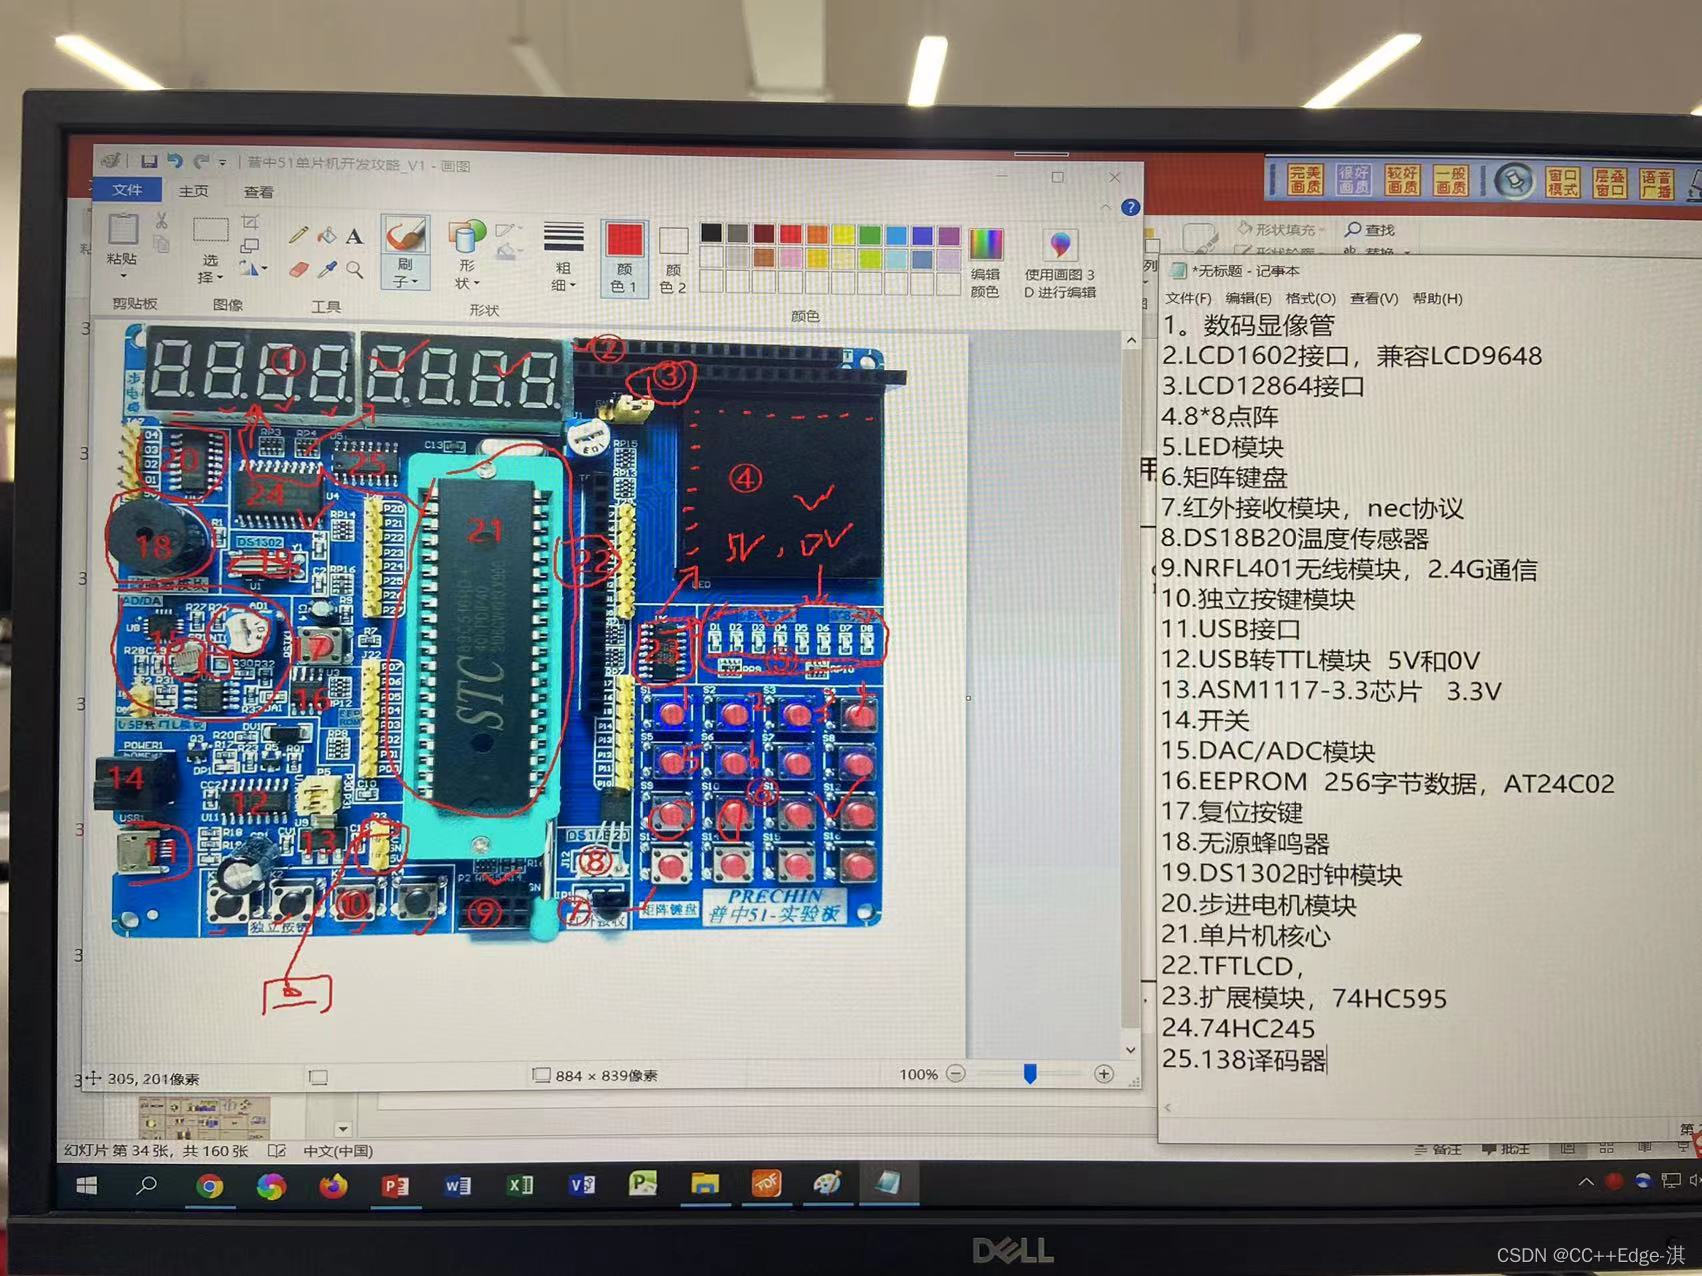 普中51单片机开发攻略_V1 - 画图
文件 主页 查看
粘贴
选择
刷子
形状
粗细
颜色 1
颜色 2
编辑颜色
使用画图 3D 进行编辑
剪贴板 图像 工具 形状 颜色
完美画质 很好画质 较好画质 一般画质 窗口模式 层叠窗口 语音广播
形状填充 查找
*无标题 - 记事本
文件(F) 编辑(E) 格式(O) 查看(V) 帮助(H)
1。数码显像管
2.LCD1602接口，兼容LCD9648
3.LCD12864接口
4.8*8点阵
5.LED模块
6.矩阵键盘
7.红外接收模块，nec协议
8.DS18B20温度传感器
9.NRFL401无线模块，2.4G通信
10.独立按键模块
11.USB接口
12.USB转TTL模块 5V和0V
13.ASM1117-3.3芯片 3.3V
14.开关
15.DAC/ADC模块
16.EEPROM 256字节数据，AT24C02
17.复位按键
18.无源蜂鸣器
19.DS1302时钟模块
20.步进电机模块
21.单片机核心
22.TFTLCD，
23.扩展模块，74HC595
24.74HC245
25.138译码器
①
②
③
④
5V，0V
20
24
25
21
22
18
19
DS1302
AD/DA
17
16
14
12
13
11
⑩
⑨
⑧
⑦
⑥
STC
POWER1
USB1
独立按键
矩阵键盘
PRECHIN
普中51-实验板
305, 201像素
884 × 839像素
100%
幻灯片 第 34 张，共 160 张 中文(中国)
备注 批注
DELL
CSDN @CC++Edge-淇